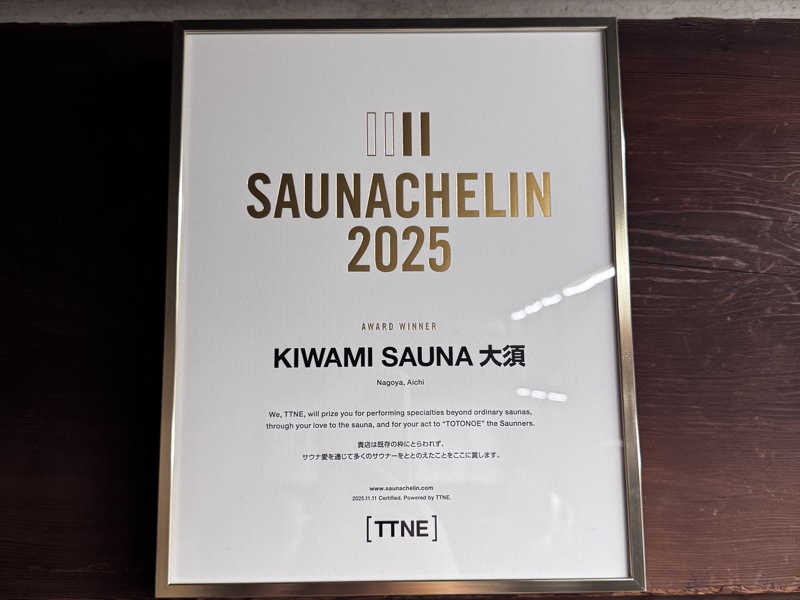 SAUNACHELIN
2025
AWARD WINNER
KIWAMI SAUNA 大須
Nagoya, Aichi
We, TTNE, will prize you for performing specialties beyond ordinary saunas,
through your love to the sauna, and for your act to “TOTONOE” the Saunners.
貴店は既存の枠にとらわれず、
サウナ愛を通じて多くのサウナーをととのえたことをここに賞します。
www.saunachelin.com
2025.11.11 Certified. Powered by TTNE.
[TTNE]